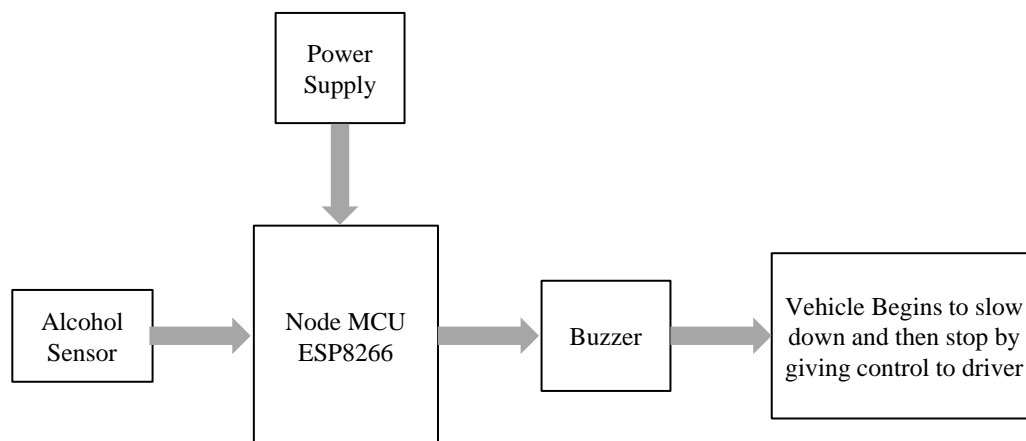 Power
Supply
Alcohol
Sensor
Node MCU
ESP8266
Buzzer
Vehicle Begins to slow
down and then stop by
giving control to driver